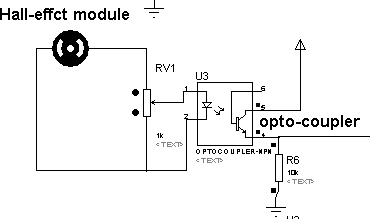 Hall-effct module
RV1
U3
1
6
5
opto-coupler
2
4
1k
<TEXT>
OPTOCOUPLER-NPN
<TEXT>
R6
10k
<TEXT>